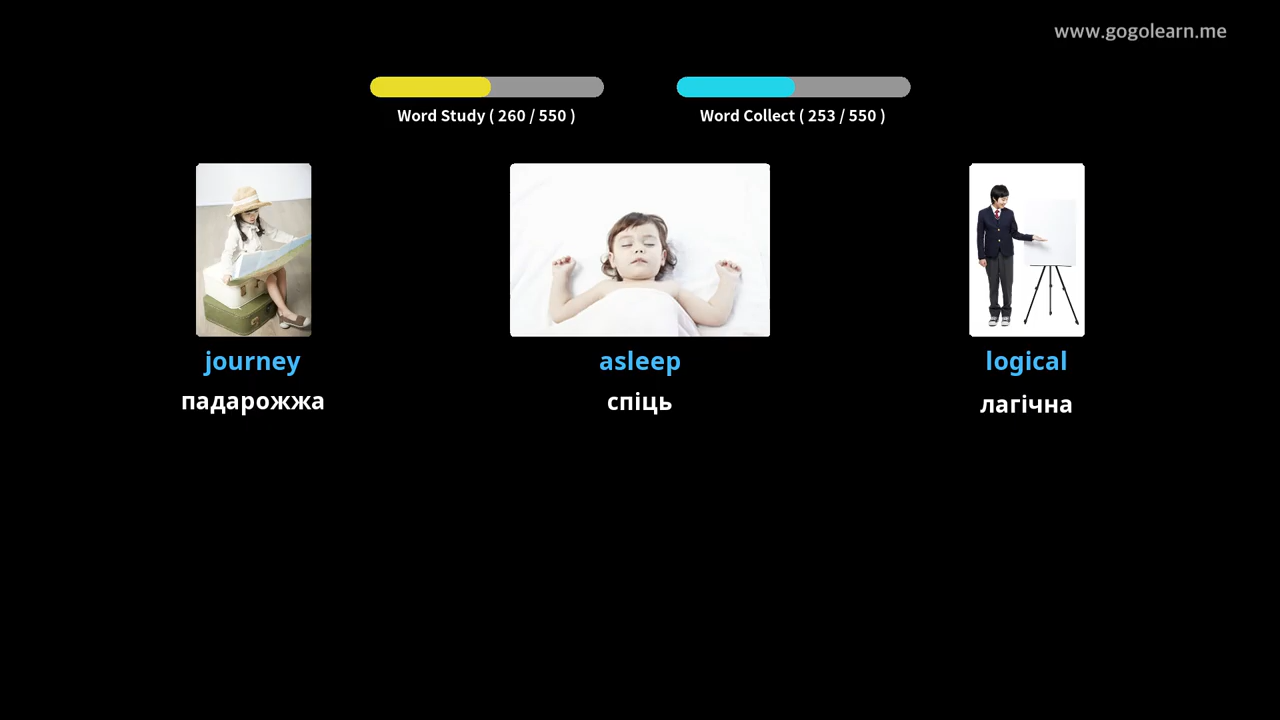 www.gogolearn.me
Word Study ( 260 / 550 )
Word Collect ( 253 / 550 )
journey
asleep
logical
падарожжа
спіць
лагічна